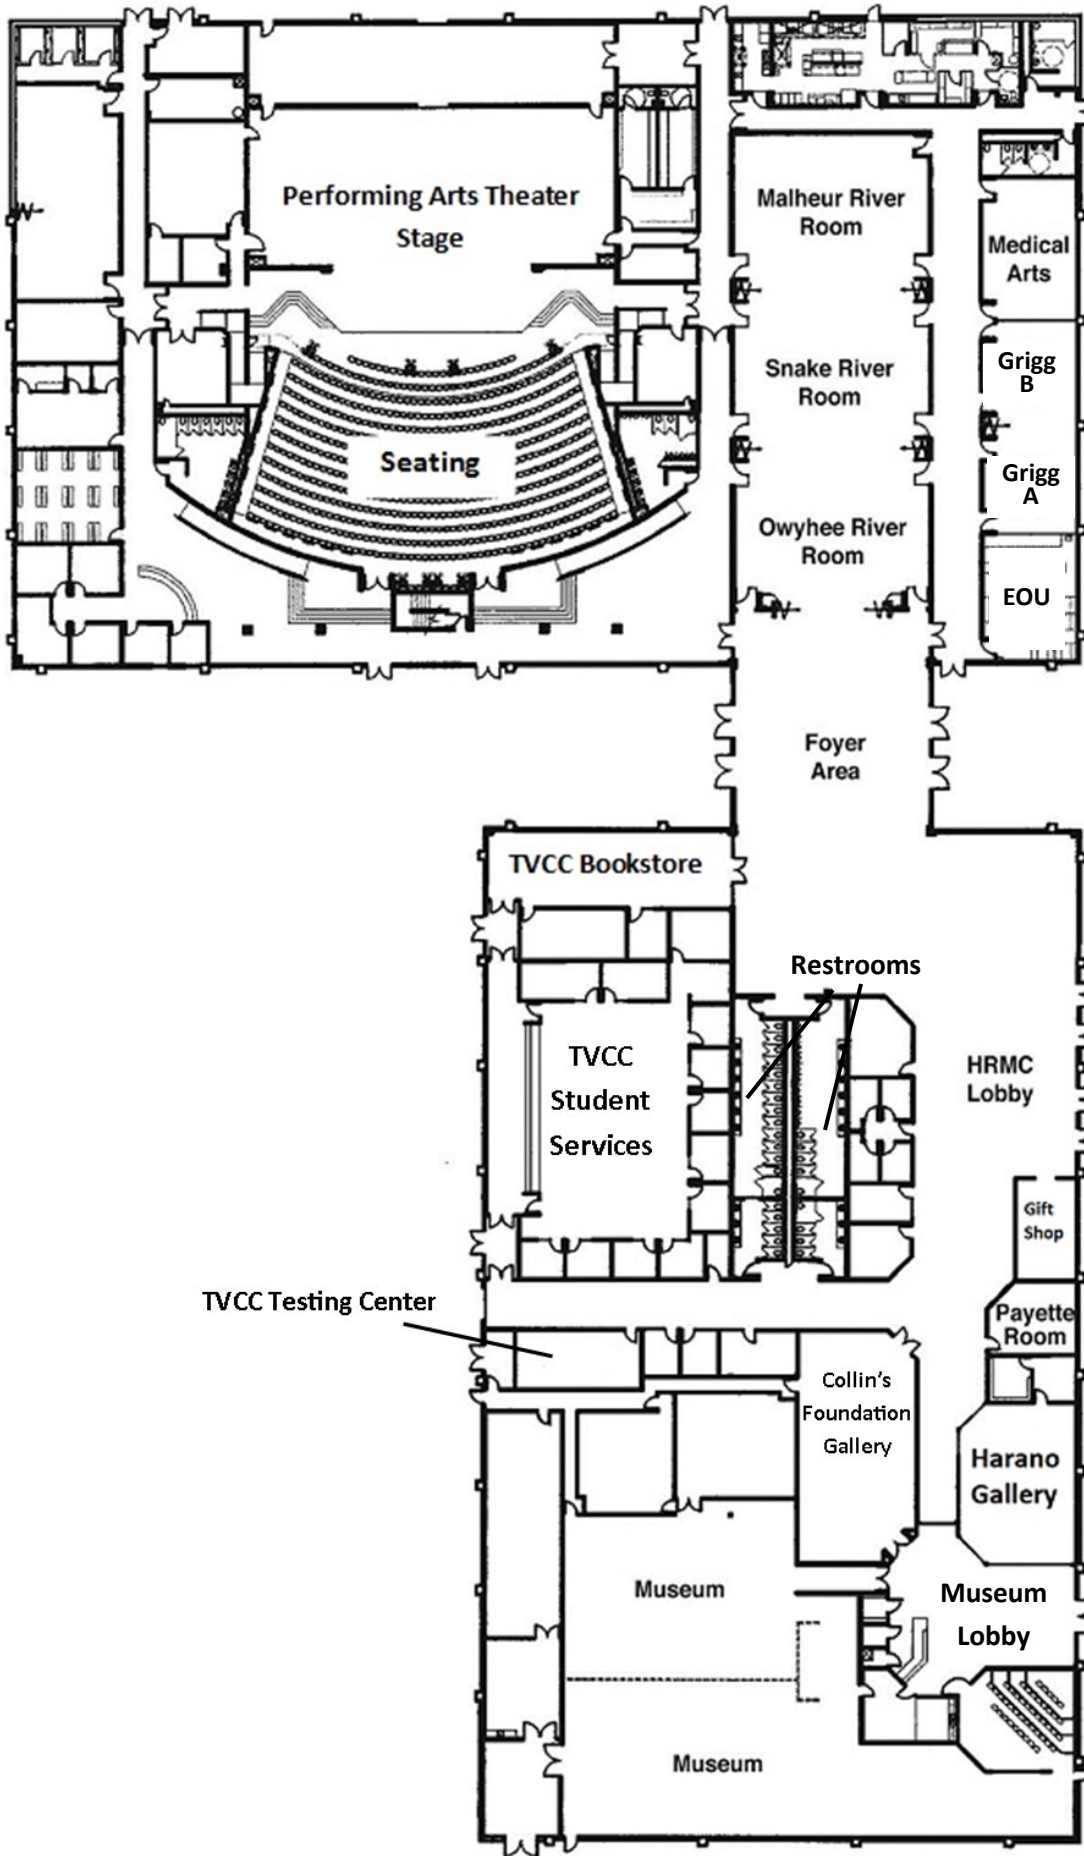 Performing Arts Theater
Stage
Malheur River
Room
Medical
Arts
Snake River
Room
Grigg
B
Seating
Grigg
A
Owyhee River
Room
EOU
Foyer
Area
TVCC Bookstore
Restrooms
TVCC
Student
Services
HRMC
Lobby
Gift
Shop
TVCC Testing Center
Payette
Room
Collin's
Foundation
Gallery
Harano
Gallery
Museum
Museum
Lobby
Museum